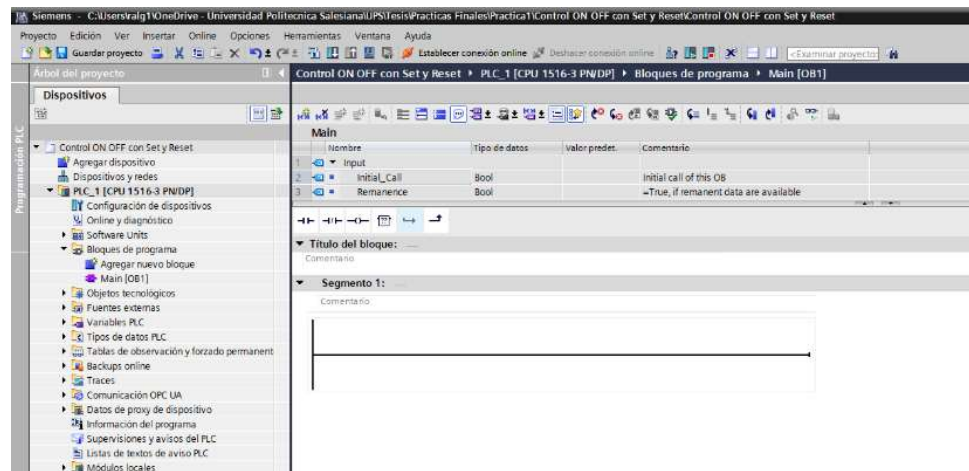 Siemens - C:\Users\ralg1\OneDrive - Universidad Politecnica Salesiana\UPS\Tesis\Practicas Finales\Practica1\Control ON OFF con Set y Reset\Control ON OFF con Set y Reset
Proyecto Edición Ver Insertar Online Opciones Herramientas Ventana Ayuda
Guardar proyecto Establecer conexión online Deshacer conexión online <Examinar proyecto>
Árbol del proyecto
Control ON OFF con Set y Reset PLC_1 [CPU 1516-3 PN/DP] Bloques de programa Main [OB1]
Dispositivos
Programación PLC
Main
Nombre Tipo de datos Valor predet. Comentario
1 Input
2 Initial_Call Bool Initial call of this OB
3 Remanence Bool =True, if remanent data are available
Control ON OFF con Set y Reset
Agregar dispositivo
Dispositivos y redes
PLC_1 [CPU 1516-3 PN/DP]
Configuración de dispositivos
Online y diagnóstico
Software Units
Bloques de programa
Agregar nuevo bloque
Main [OB1]
Objetos tecnológicos
Fuentes externas
Variables PLC
Tipos de datos PLC
Tablas de observación y forzado permanent
Backups online
Traces
Comunicación OPC UA
Datos de proxy de dispositivo
Información del programa
Supervisiones y avisos del PLC
Listas de textos de aviso PLC
Módulos locales
Título del bloque: .....
Comentario
Segmento 1: .....
Comentario